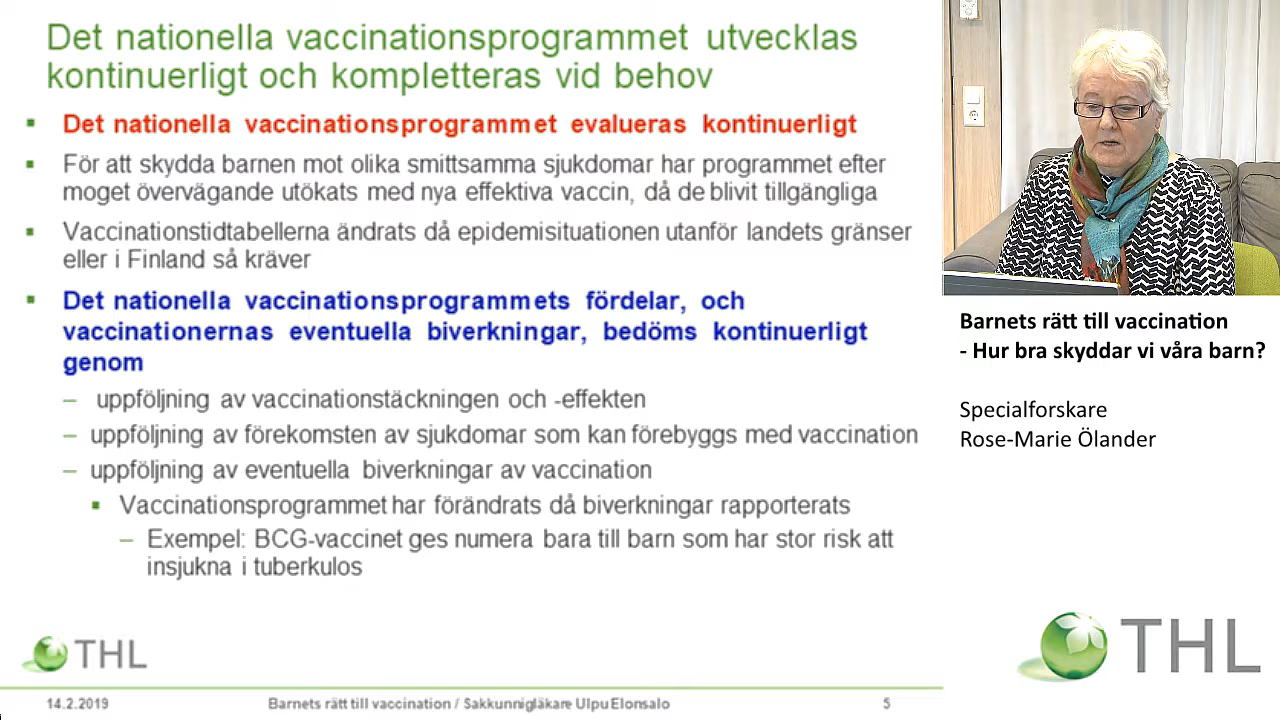 Det nationella vaccinationsprogrammet utvecklas
kontinuerligt och kompletteras vid behov
Det nationella vaccinationsprogrammet evalueras kontinuerligt
För att skydda barnen mot olika smittsamma sjukdomar har programmet efter
moget övervägande utökats med nya effektiva vaccin, då de blivit tillgängliga
Vaccinationstidtabellerna ändrats då epidemisituationen utanför landets gränser
eller i Finland så kräver
Det nationella vaccinationsprogrammets fördelar, och
vaccinationernas eventuella biverkningar, bedöms kontinuerligt
genom
– uppföljning av vaccinationstäckningen och -effekten
– uppföljning av förekomsten av sjukdomar som kan förebyggs med vaccination
– uppföljning av eventuella biverkningar av vaccination
Vaccinationsprogrammet har förändrats då biverkningar rapporterats
– Exempel: BCG-vaccinet ges numera bara till barn som har stor risk att
insjukna i tuberkulos
THL
14.2.2019
Barnets rätt till vaccination / Sakkunnigläkare Ulpu Elonsalo
5
Barnets rätt till vaccination
- Hur bra skyddar vi våra barn?
Specialforskare
Rose-Marie Ölander
THL